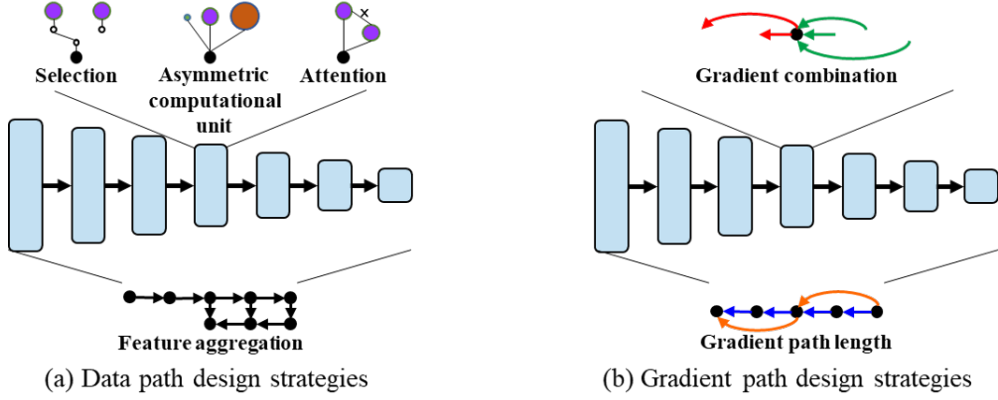 Selection
Asymmetric
computational
unit
Attention
x
Feature aggregation
(a) Data path design strategies
Gradient combination
Gradient path length
(b) Gradient path design strategies